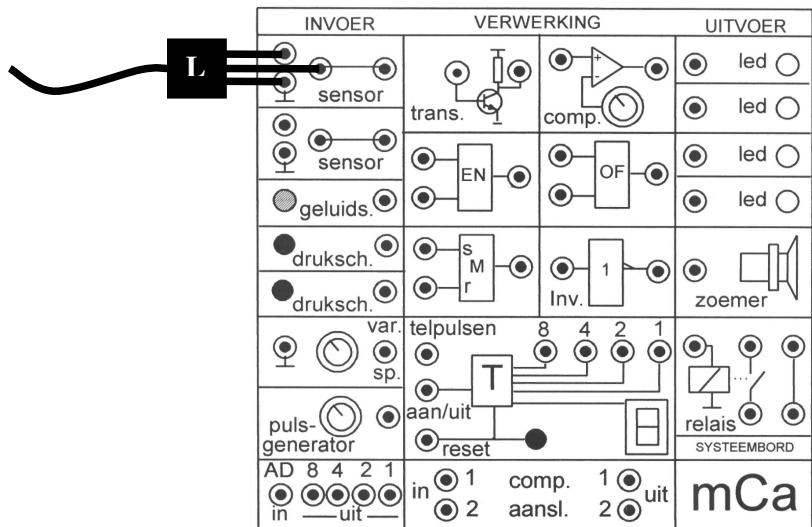 INVOER VERWERKING UITVOER
L
sensor
trans.
+
-
comp.
led
led
sensor
EN
OF
led
geluids.
led
druksch.
s
M
r
1
Inv.
zoemer
druksch.
var.
sp.
telpulsen 8 4 2 1
T
aan/uit
reset
relais
puls-
generator
SYSTEEMBORD
AD 8 4 2 1
in uit
in 1 comp. 1 uit
2 aansl. 2
mCa